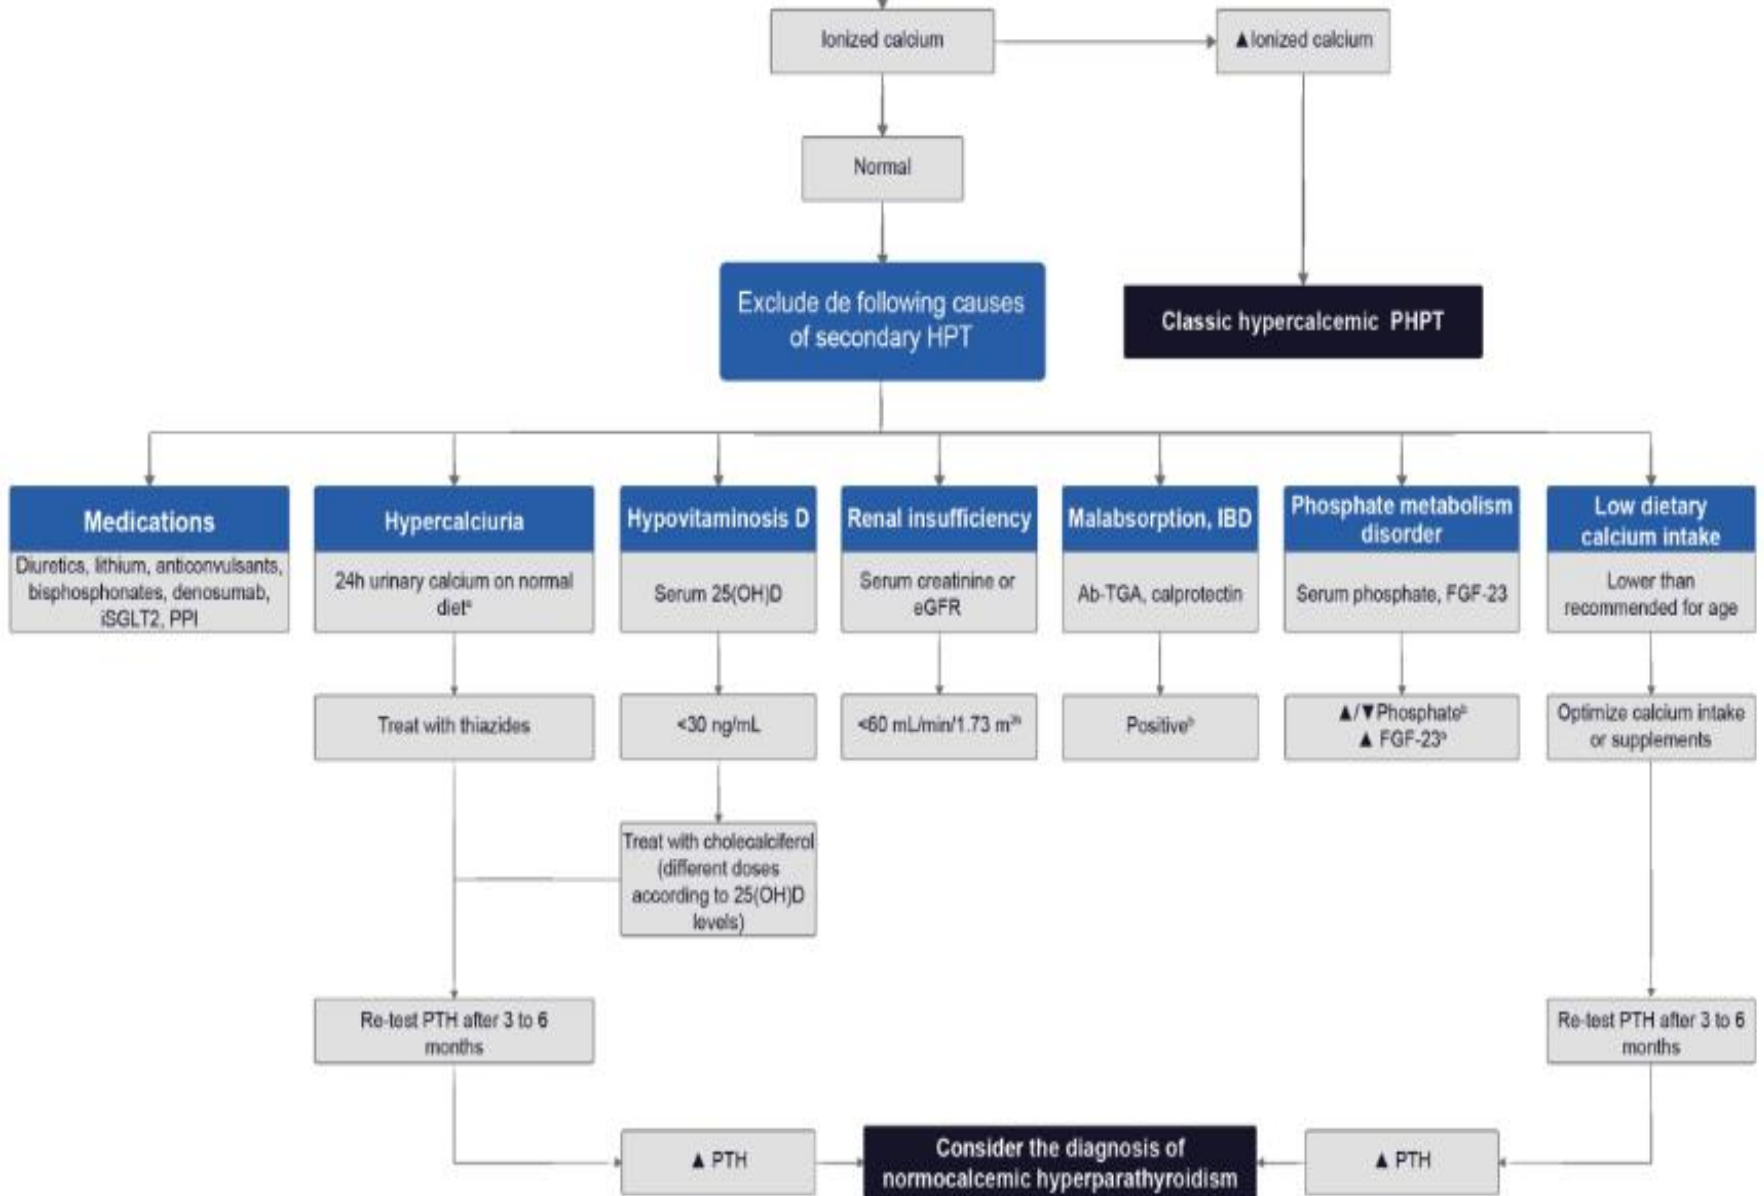 Ionized calcium
▲Ionized calcium
Normal
Exclude de following causes
of secondary HPT
Classic hypercalcemic PHPT
Medications
Diuretics, lithium, anticonvulsants,
bisphosphonates, denosumab,
iSGLT2, PPI
Hypercalciuria
24h urinary calcium on normal
dietᵃ
Treat with thiazides
Hypovitaminosis D
Serum 25(OH)D
<30 ng/mL
Treat with cholecalciferol
(different doses
according to 25(OH)D
levels)
Renal insufficiency
Serum creatinine or
eGFR
<60 mL/min/1.73 m²
Malabsorption, IBD
Ab-TGA, calprotectin
Positiveᵇ
Phosphate metabolism
disorder
Serum phosphate, FGF-23
▲/▼Phosphateᵇ
▲ FGF-23
Low dietary
calcium intake
Lower than
recommended for age
Optimize calcium intake
or supplements
Re-test PTH after 3 to 6
months
Re-test PTH after 3 to 6
months
▲ PTH
Consider the diagnosis of
normocalcemic hyperparathyroidism
▲ PTH